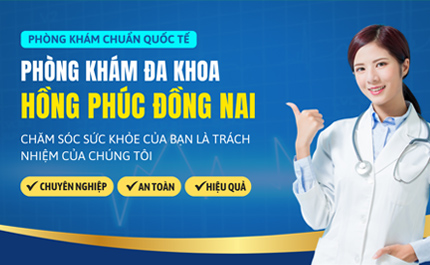 PHÒNG KHÁM CHUẨN QUỐC TẾ
PHÒNG KHÁM ĐA KHOA
HỒNG PHÚC ĐỒNG NAI
CHĂM SÓC SỨC KHỎE CỦA BẠN LÀ TRÁCH
NHIỆM CỦA CHÚNG TÔI
CHUYÊN NGHIỆP AN TOÀN HIỆU QUẢ